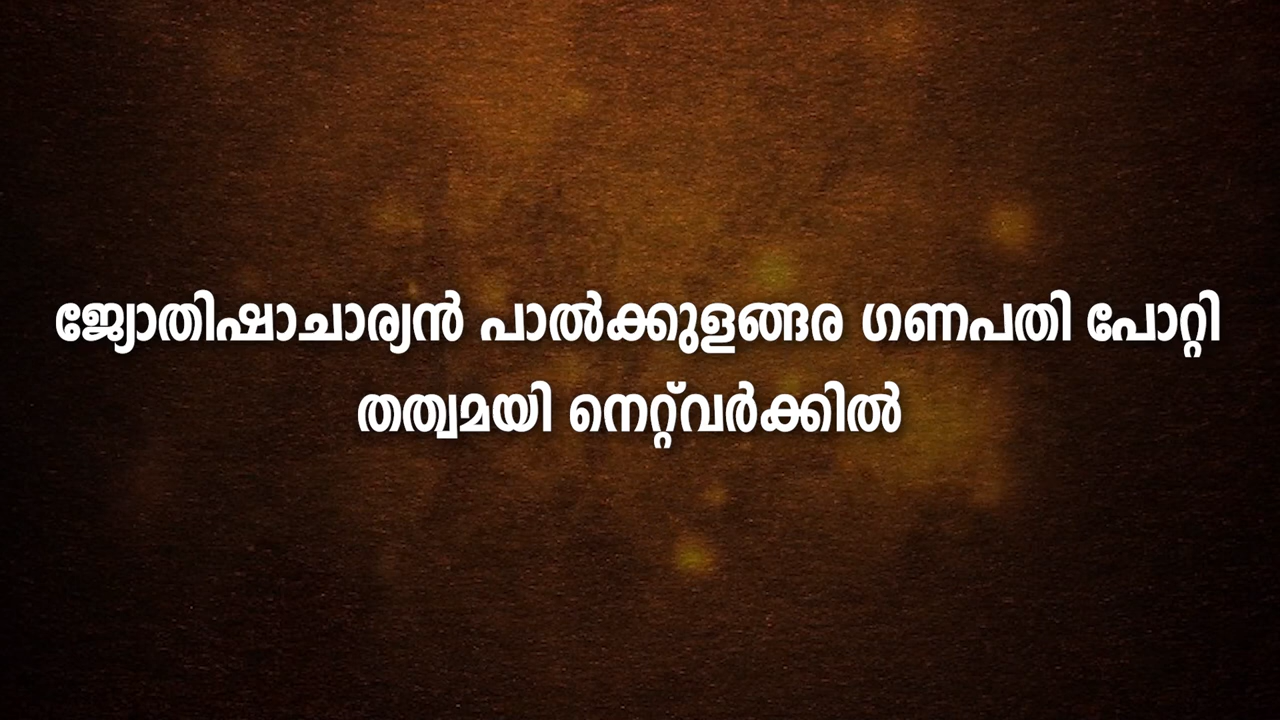 ജ്യോതിഷാചാര്യൻ പാൽക്കുളങ്ങര ഗണപതി പോറ്റി
തത്വമയി നെറ്റ്‌വർക്കിൽ